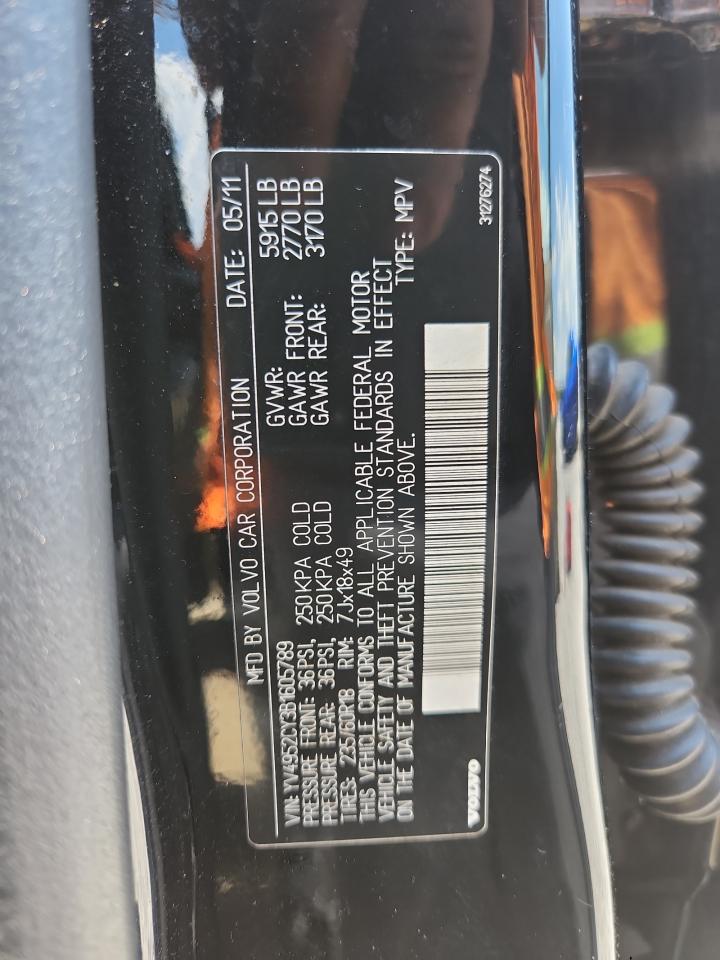 MFD BY VOLVO CAR CORPORATION DATE: 05/11
GVWR: 5915 LB
GAWR FRONT: 2770 LB
GAWR REAR: 3170 LB
VIN: YV4952CY3B1605789
PRESSURE FRONT: 36PSI, 250KPA COLD
PRESSURE REAR: 36PSI, 250KPA COLD
TIRES: 235/60R18 RIM: 7Jx18x49
THIS VEHICLE CONFORMS TO ALL APPLICABLE FEDERAL MOTOR
VEHICLE SAFETY AND THEFT PREVENTION STANDARDS IN EFFECT
ON THE DATE OF MANUFACTURE SHOWN ABOVE. TYPE: MPV
VOLVO 31276274